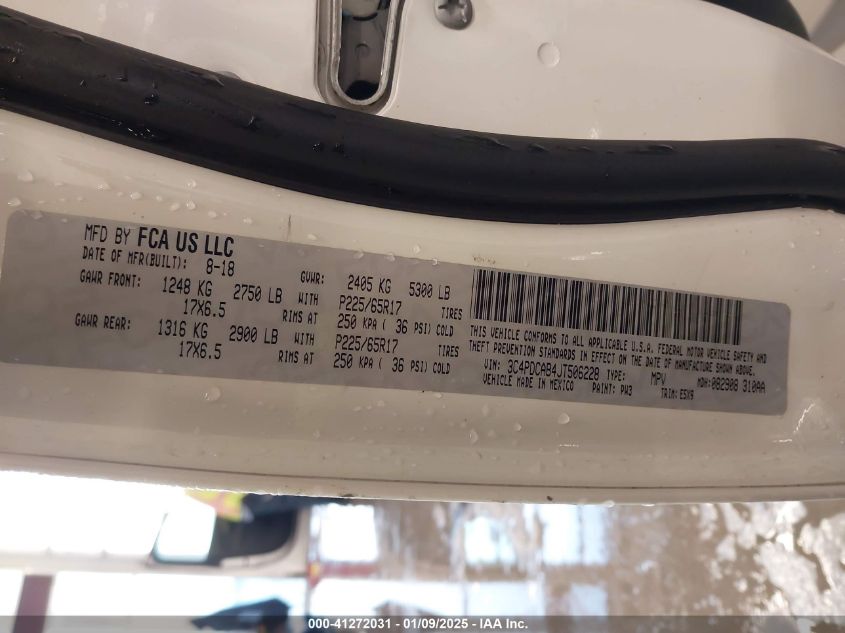 MFD BY FCA US LLC
DATE OF MFR(BUILT): 8-18 GVWR: 2405 KG 5300 LB
GAWR FRONT: 1248 KG 2750 LB WITH P225/65R17 TIRES
17X6.5 RIMS AT 250 KPA ( 36 PSI) COLD
GAWR REAR: 1316 KG 2900 LB WITH P225/65R17 TIRES
17X6.5 RIMS AT 250 KPA ( 36 PSI) COLD
THIS VEHICLE CONFORMS TO ALL APPLICABLE U.S.A. FEDERAL MOTOR VEHICLE SAFETY AND
THEFT PREVENTION STANDARDS IN EFFECT ON THE DATE OF MANUFACTURE SHOWN ABOVE.
VIN: 3C4PDCAB4JT506228 TYPE: MPV MDH: 082908 310AA
VEHICLE MADE IN MEXICO PAINT: PW3 TRIM: E5X9
000-41272031 - 01/09/2025 - IAA Inc.